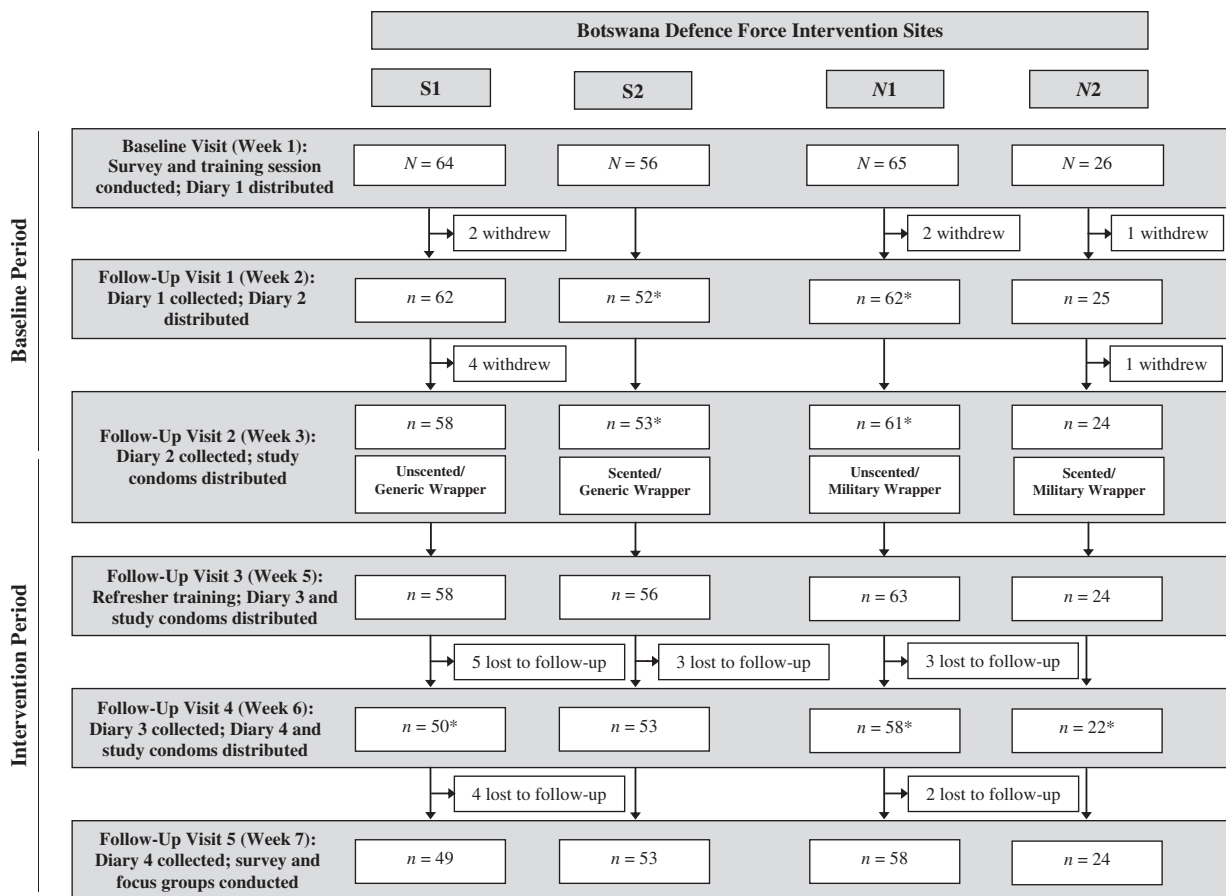 Botswana Defence Force Intervention Sites
S1
S2
N1
N2
Baseline Period
Baseline Visit (Week 1):
Survey and training session
conducted; Diary 1 distributed
N = 64
N = 56
N = 65
N = 26
2 withdrew
2 withdrew
1 withdrew
Follow-Up Visit 1 (Week 2):
Diary 1 collected; Diary 2
distributed
n = 62
n = 52*
n = 62*
n = 25
4 withdrew
1 withdrew
Follow-Up Visit 2 (Week 3):
Diary 2 collected; study
condoms distributed
n = 58
n = 53*
n = 61*
n = 24
Unscented/
Generic Wrapper
Scented/
Generic Wrapper
Unscented/
Military Wrapper
Scented/
Military Wrapper
Intervention Period
Follow-Up Visit 3 (Week 5):
Refresher training; Diary 3 and
study condoms distributed
n = 58
n = 56
n = 63
n = 24
5 lost to follow-up
3 lost to follow-up
3 lost to follow-up
Follow-Up Visit 4 (Week 6):
Diary 3 collected; Diary 4 and
study condoms distributed
n = 50*
n = 53
n = 58*
n = 22*
4 lost to follow-up
2 lost to follow-up
Follow-Up Visit 5 (Week 7):
Diary 4 collected; survey and
focus groups conducted
n = 49
n = 53
n = 58
n = 24